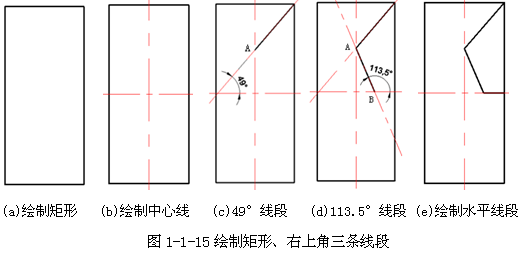 A
49°
A
113,5°
B
(a)绘制矩形
(b)绘制中心线
(c)49°线段
(d)113.5°线段
(e)绘制水平线段
图1-1-15 绘制矩形、右上角三条线段